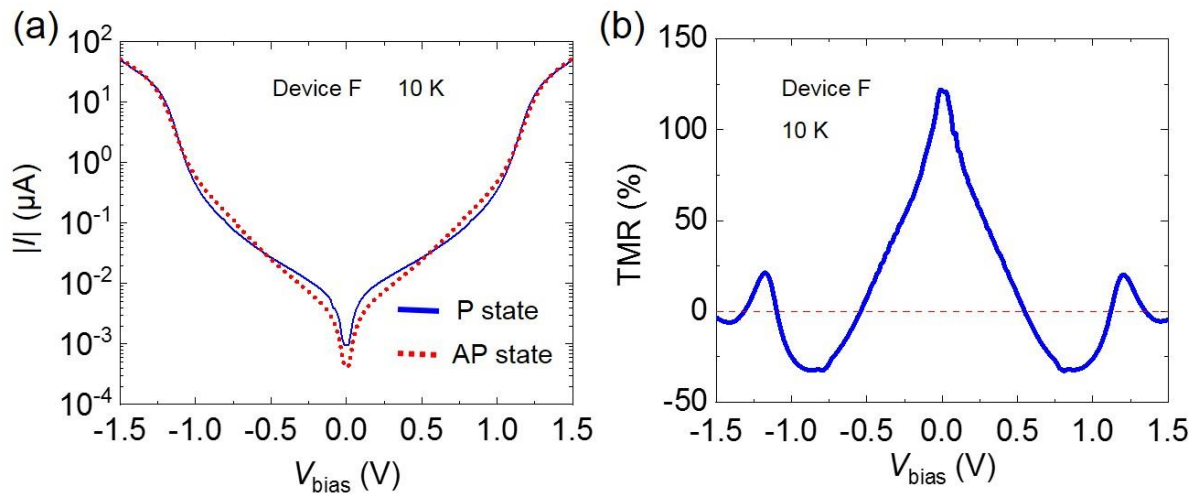 (a)
|I| (µA)
10²
10¹
10⁰
10⁻¹
10⁻²
10⁻³
10⁻⁴
Device F 10 K
P state
AP state
-1.5 -1.0 -0.5 0.0 0.5 1.0 1.5
V_bias (V)
(b)
TMR (%)
150
100
50
0
-50
Device F
10 K
-1.5 -1.0 -0.5 0.0 0.5 1.0 1.5
V_bias (V)